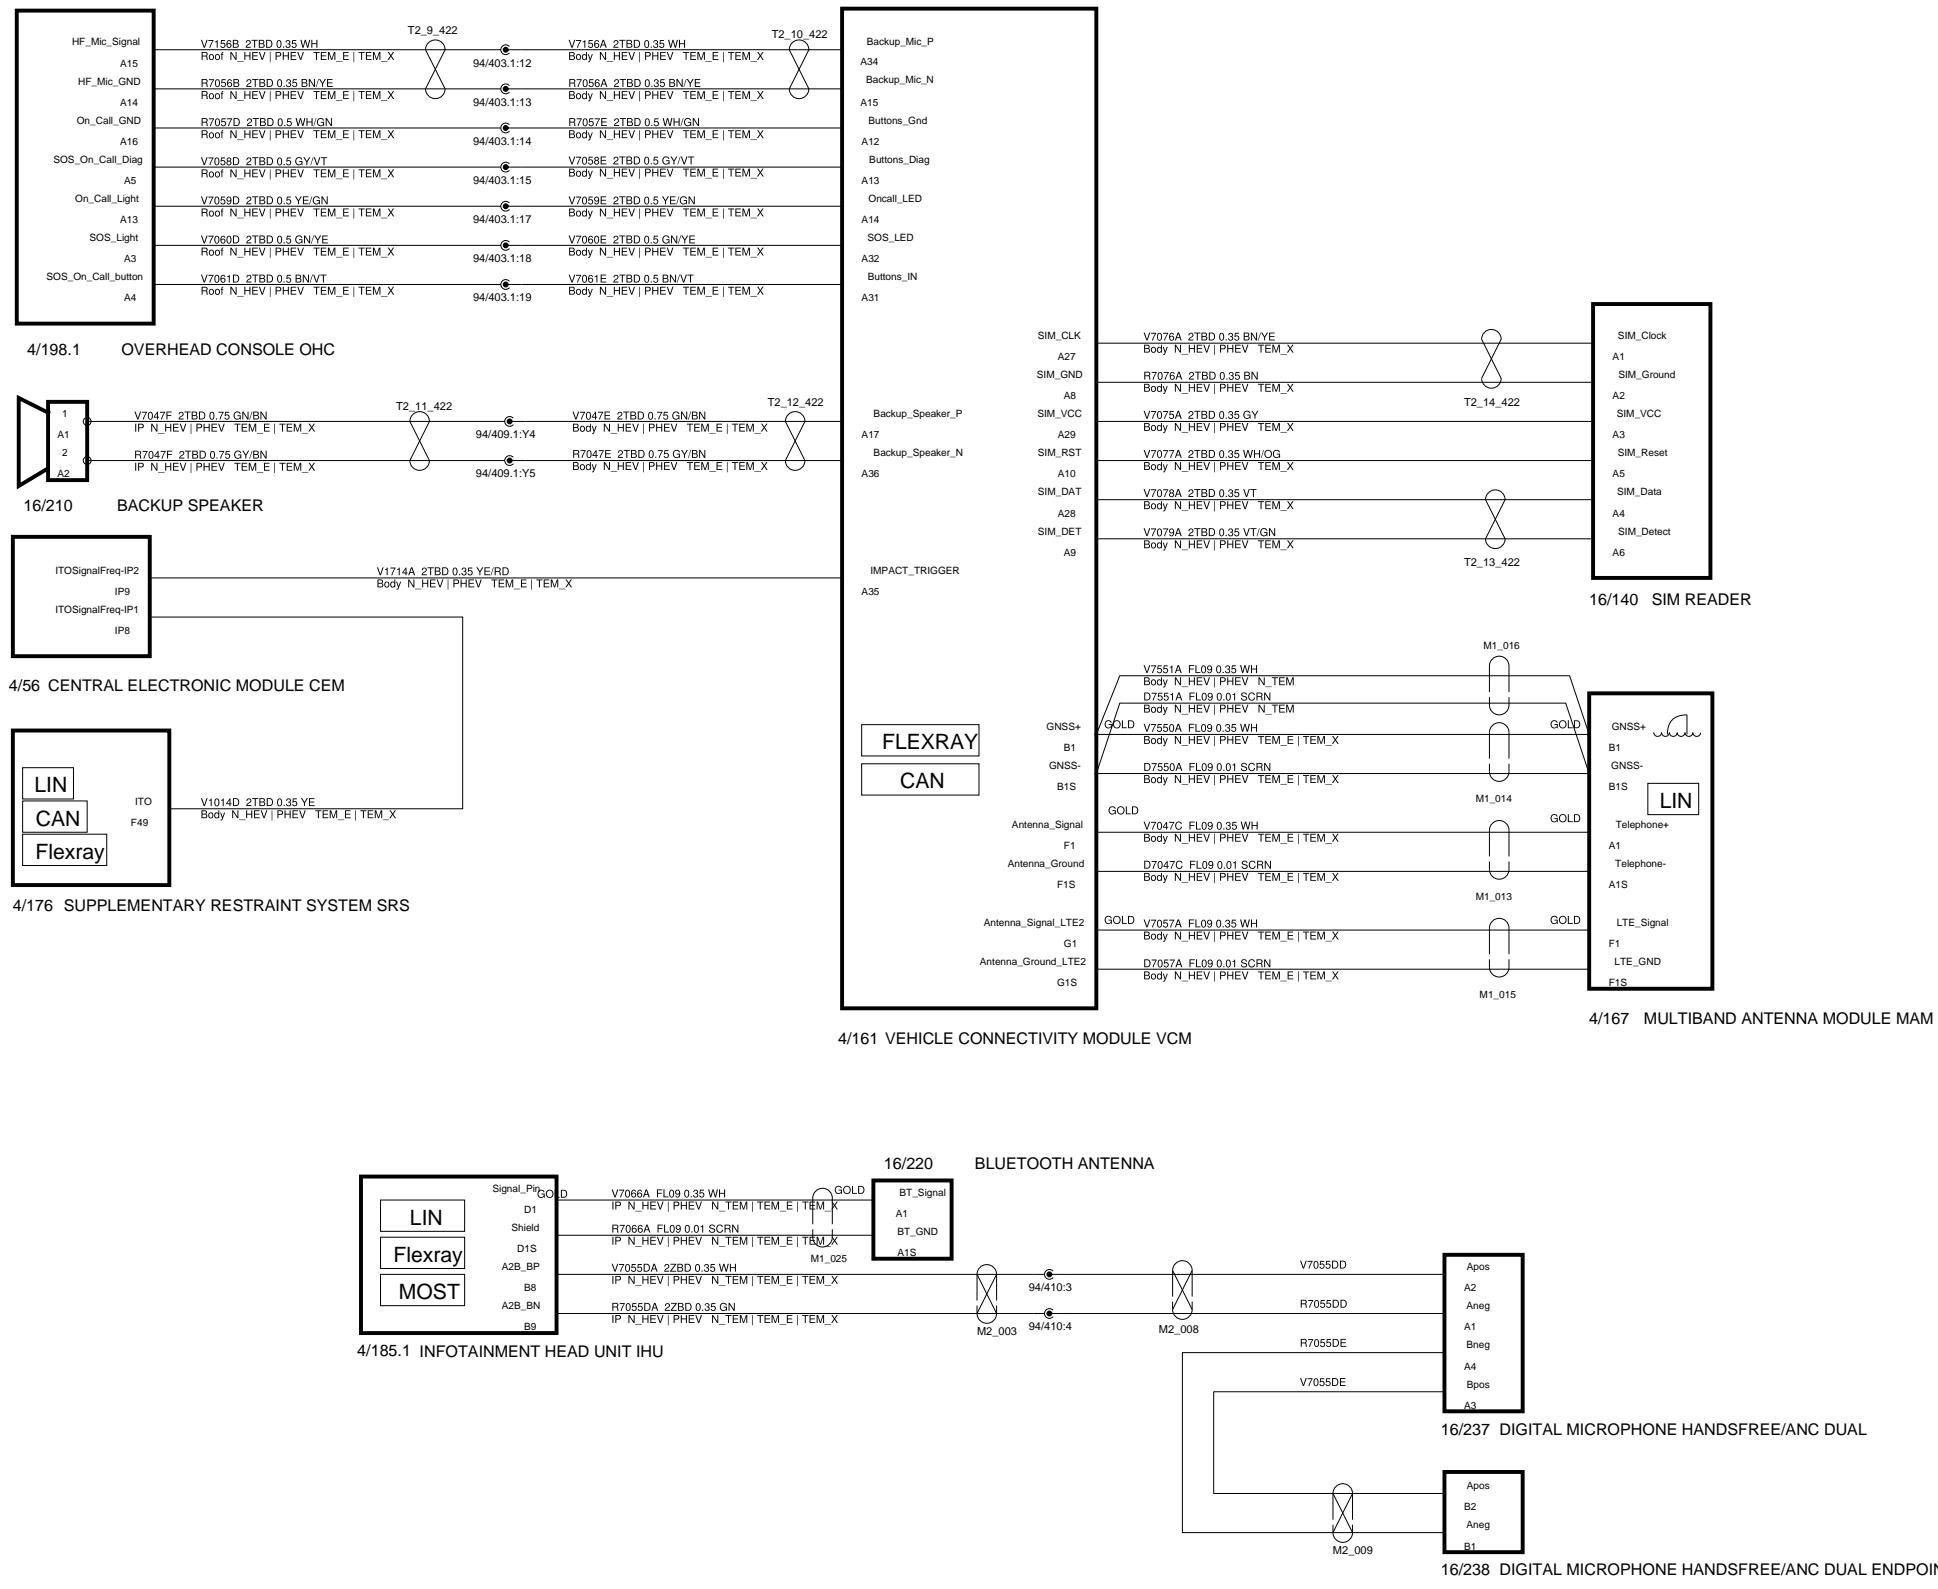 HF_Mic_Signal
A15
HF_Mic_GND
A14
On_Call_GND
A16
SOS_On_Call_Diag
A5
On_Call_Light
A13
SOS_Light
A3
SOS_On_Call_button
A4
4/198.1 OVERHEAD CONSOLE OHC
V7156B 2TBD 0.35 WH
Roof N_HEV | PHEV TEM_E | TEM_X
R7056B 2TBD 0.35 BN/YE
Roof N_HEV | PHEV TEM_E | TEM_X
R7057D 2TBD 0.5 WH/GN
Roof N_HEV | PHEV TEM_E | TEM_X
V7058D 2TBD 0.5 GY/VT
Roof N_HEV | PHEV TEM_E | TEM_X
V7059D 2TBD 0.5 YE/GN
Roof N_HEV | PHEV TEM_E | TEM_X
V7060D 2TBD 0.5 GN/YE
Roof N_HEV | PHEV TEM_E | TEM_X
V7061D 2TBD 0.5 BN/VT
Roof N_HEV | PHEV TEM_E | TEM_X
T2_9_422
94/403.1:12
94/403.1:13
94/403.1:14
94/403.1:15
94/403.1:17
94/403.1:18
94/403.1:19
V7156A 2TBD 0.35 WH
Body N_HEV | PHEV TEM_E | TEM_X
R7056A 2TBD 0.35 BN/YE
Body N_HEV | PHEV TEM_E | TEM_X
R7057E 2TBD 0.5 WH/GN
Body N_HEV | PHEV TEM_E | TEM_X
V7058E 2TBD 0.5 GY/VT
Body N_HEV | PHEV TEM_E | TEM_X
V7059E 2TBD 0.5 YE/GN
Body N_HEV | PHEV TEM_E | TEM_X
V7060E 2TBD 0.5 GN/YE
Body N_HEV | PHEV TEM_E | TEM_X
V7061E 2TBD 0.5 BN/VT
Body N_HEV | PHEV TEM_E | TEM_X
T2_10_422
Backup_Mic_P
A34
Backup_Mic_N
A15
Buttons_Gnd
A12
Buttons_Diag
A13
Oncall_LED
A14
SOS_LED
A32
Buttons_IN
A31
1
A1
2
A2
16/210 BACKUP SPEAKER
V7047F 2TBD 0.75 GN/BN
IP N_HEV | PHEV TEM_E | TEM_X
R7047F 2TBD 0.75 GY/BN
IP N_HEV | PHEV TEM_E | TEM_X
T2_11_422
94/409.1:Y4
94/409.1:Y5
V7047E 2TBD 0.75 GN/BN
Body N_HEV | PHEV TEM_E | TEM_X
R7047E 2TBD 0.75 GY/BN
Body N_HEV | PHEV TEM_E | TEM_X
T2_12_422
Backup_Speaker_P
A17
Backup_Speaker_N
A36
ITOSignalFreq-IP2
IP9
ITOSignalFreq-IP1
IP8
4/56 CENTRAL ELECTRONIC MODULE CEM
V1714A 2TBD 0.35 YE/RD
Body N_HEV | PHEV TEM_E | TEM_X
IMPACT_TRIGGER
A35
LIN
CAN
Flexray
ITO
F49
4/176 SUPPLEMENTARY RESTRAINT SYSTEM SRS
V1014D 2TBD 0.35 YE
Body N_HEV | PHEV TEM_E | TEM_X
FLEXRAY
CAN
SIM_CLK
A27
SIM_GND
A8
SIM_VCC
A29
SIM_RST
A10
SIM_DAT
A28
SIM_DET
A9
V7076A 2TBD 0.35 BN/YE
Body N_HEV | PHEV TEM_X
R7076A 2TBD 0.35 BN
Body N_HEV | PHEV TEM_X
V7075A 2TBD 0.35 GY
Body N_HEV | PHEV TEM_X
V7077A 2TBD 0.35 WH/OG
Body N_HEV | PHEV TEM_X
V7078A 2TBD 0.35 VT
Body N_HEV | PHEV TEM_X
V7079A 2TBD 0.35 VT/GN
Body N_HEV | PHEV TEM_X
T2_14_422
T2_13_422
SIM_Clock
A1
SIM_Ground
A2
SIM_VCC
A3
SIM_Reset
A5
SIM_Data
A4
SIM_Detect
A6
16/140 SIM READER
GNSS+
B1
GNSS-
B1S
Antenna_Signal
F1
Antenna_Ground
F1S
Antenna_Signal_LTE2
G1
Antenna_Ground_LTE2
G1S
4/161 VEHICLE CONNECTIVITY MODULE VCM
M1_016
V7551A FL09 0.35 WH
Body N_HEV | PHEV N_TEM
D7551A FL09 0.01 SCRN
Body N_HEV | PHEV N_TEM
GOLD
V7550A FL09 0.35 WH
Body N_HEV | PHEV TEM_E | TEM_X
GOLD
D7550A FL09 0.01 SCRN
Body N_HEV | PHEV TEM_E | TEM_X
M1_014
GOLD
V7047C FL09 0.35 WH
Body N_HEV | PHEV TEM_E | TEM_X
GOLD
D7047C FL09 0.01 SCRN
Body N_HEV | PHEV TEM_E | TEM_X
M1_013
GOLD
V7057A FL09 0.35 WH
Body N_HEV | PHEV TEM_E | TEM_X
GOLD
D7057A FL09 0.01 SCRN
Body N_HEV | PHEV TEM_E | TEM_X
M1_015
GNSS+
B1
GNSS-
B1S
LIN
Telephone+
A1
Telephone-
A1S
LTE_Signal
F1
LTE_GND
F1S
4/167 MULTIBAND ANTENNA MODULE MAM
LIN
Flexray
MOST
Signal_Pin
D1
Shield
D1S
A2B_BP
B8
A2B_BN
B9
4/185.1 INFOTAINMENT HEAD UNIT IHU
GOLD
V7066A FL09 0.35 WH
IP N_HEV | PHEV N_TEM | TEM_E | TEM_X
R7066A FL09 0.01 SCRN
IP N_HEV | PHEV N_TEM | TEM_E | TEM_X
M1_025
GOLD
V7055DA 2ZBD 0.35 WH
IP N_HEV | PHEV N_TEM | TEM_E | TEM_X
R7055DA 2ZBD 0.35 GN
IP N_HEV | PHEV N_TEM | TEM_E | TEM_X
16/220 BLUETOOTH ANTENNA
BT_Signal
A1
BT_GND
A1S
M2_003
94/410:3
94/410:4
M2_008
V7055DD
R7055DD
R7055DE
V7055DE
Apos
A2
Aneg
A1
Bneg
A4
Bpos
A3
16/237 DIGITAL MICROPHONE HANDSFREE/ANC DUAL
M2_009
Apos
B2
Aneg
B1
16/238 DIGITAL MICROPHONE HANDSFREE/ANC DUAL ENDPOIN